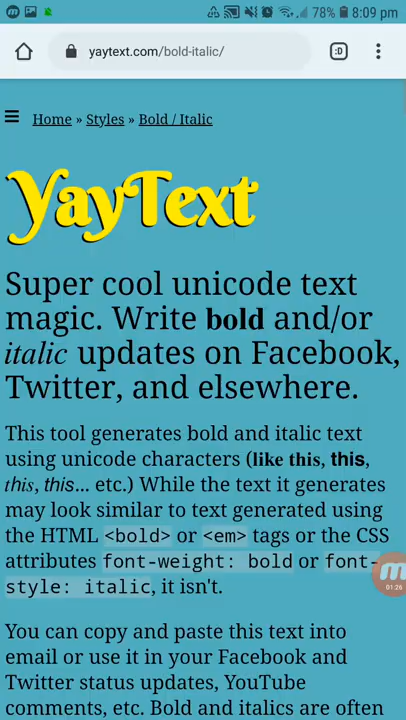 78% 8:09 pm
yaytext.com/bold-italic/
:D
Home » Styles » Bold / Italic
YayText
Super cool unicode text
magic. Write bold and/or
italic updates on Facebook,
Twitter, and elsewhere.
This tool generates bold and italic text
using unicode characters (like this, this,
this, this... etc.) While the text it generates
may look similar to text generated using
the HTML <bold> or <em> tags or the CSS
attributes font-weight: bold or font-
style: italic, it isn't.
01:26
You can copy and paste this text into
email or use it in your Facebook and
Twitter status updates, YouTube
comments, etc. Bold and italics are often